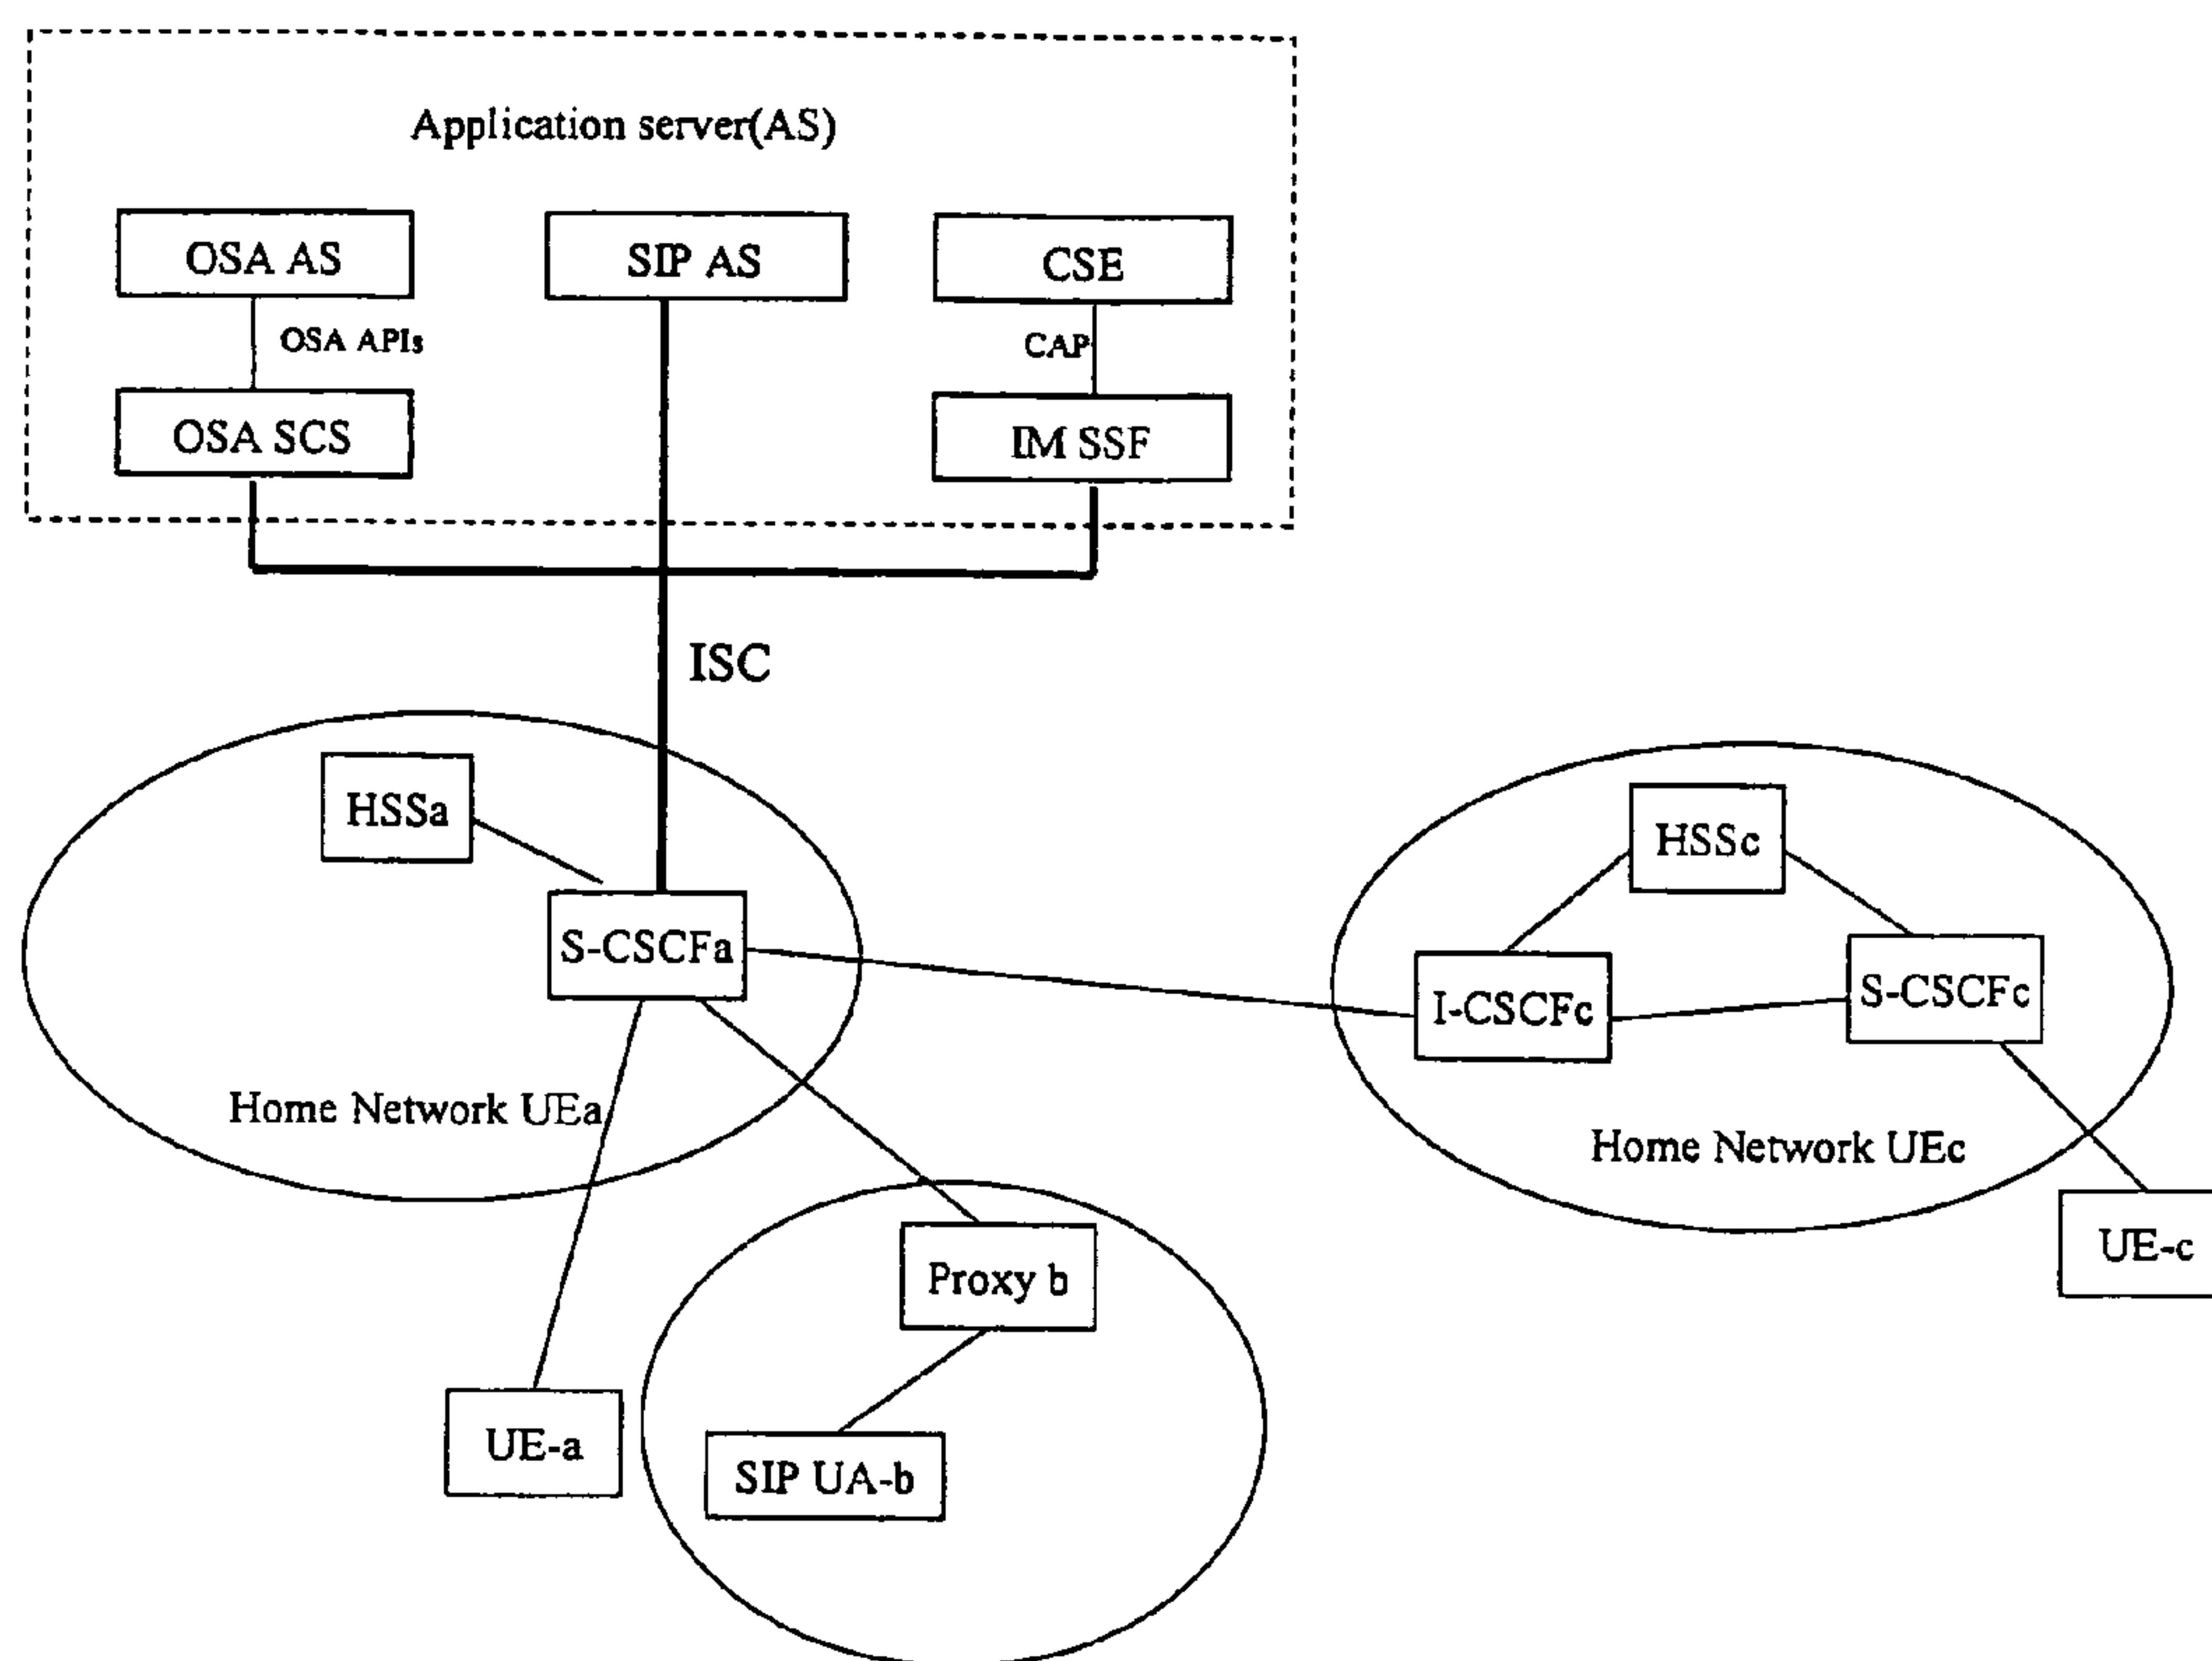 Application server(AS)
OSA AS
SIP AS
CSE
OSA APIs
CAP
OSA SCS
IM SSF
ISC
HSSa
HSSc
S-CSCFa
I-CSCFc
S-CSCFc
Home Network UEa
Home Network UEc
UE-c
Proxy b
UE-a
SIP UA-b